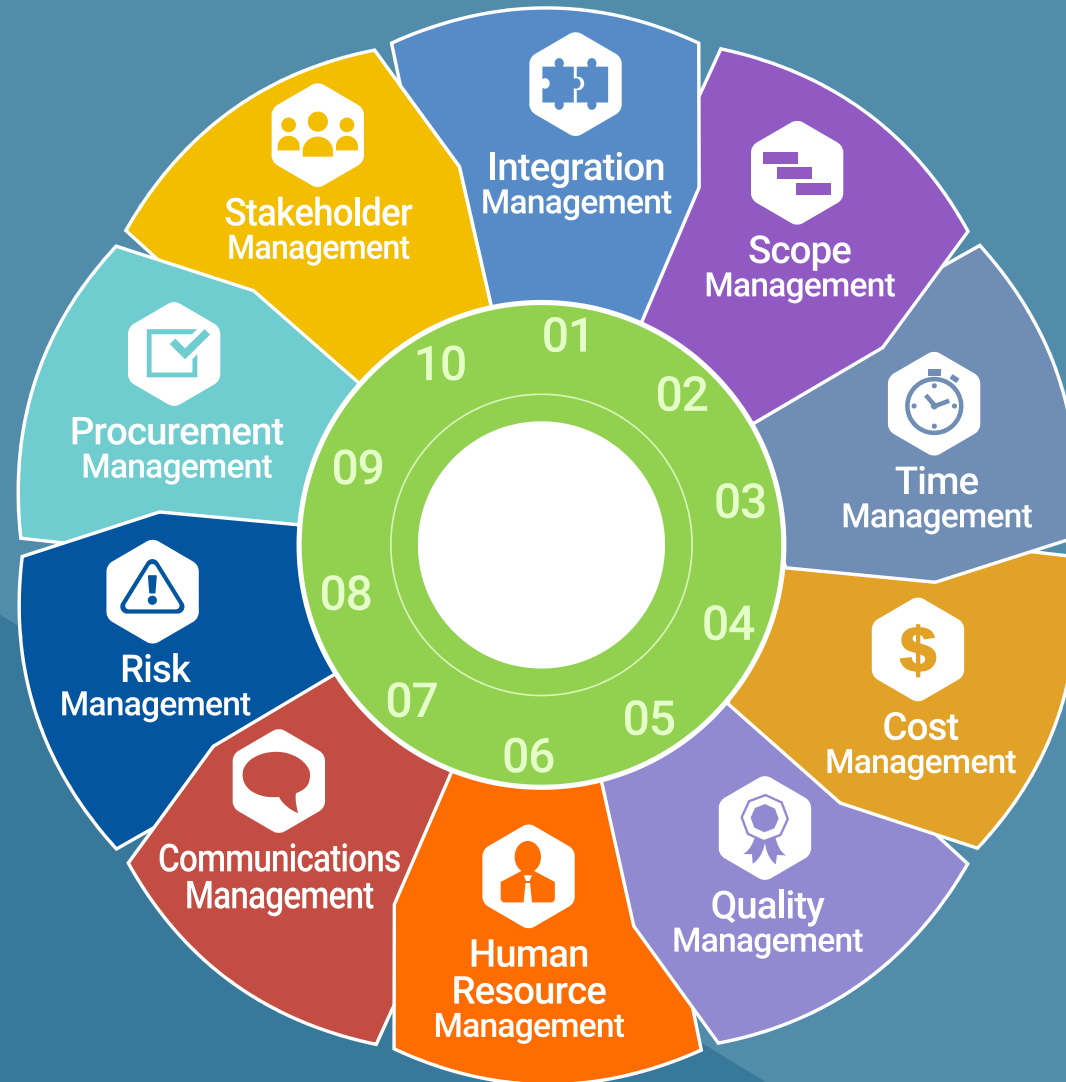 Integration
Management
Scope
Management
Time
Management
Cost
Management
Quality
Management
Human
Resource
Management
Communications
Management
Risk
Management
Procurement
Management
Stakeholder
Management
01
02
03
04
05
06
07
08
09
10
$